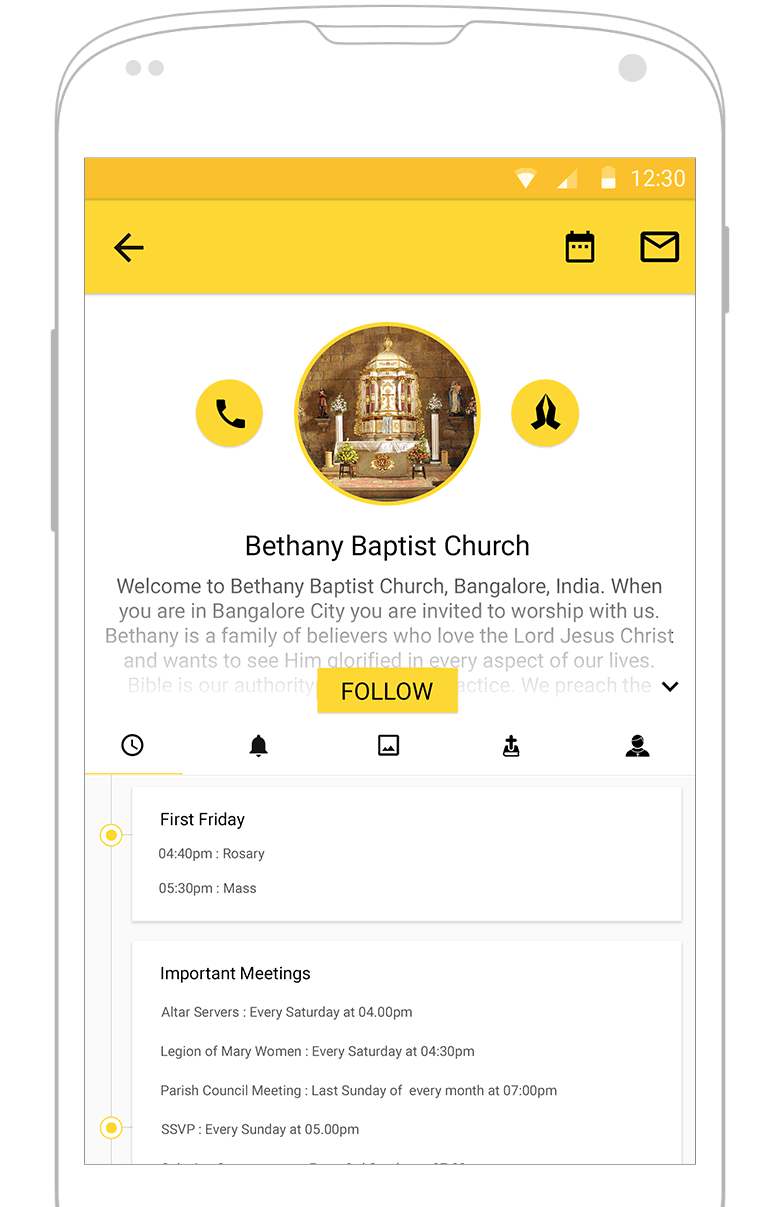 12:30
Bethany Baptist Church
Welcome to Bethany Baptist Church, Bangalore, India. When
you are in Bangalore City you are invited to worship with us.
Bethany is a family of believers who love the Lord Jesus Christ
and wants to see Him glorified in every aspect of our lives.
Bible is our authority actice. We preach the
FOLLOW
First Friday
04:40pm : Rosary
05:30pm : Mass
Important Meetings
Altar Servers : Every Saturday at 04.00pm
Legion of Mary Women : Every Saturday at 04:30pm
Parish Council Meeting : Last Sunday of  every month at 07:00pm
SSVP : Every Sunday at 05.00pm